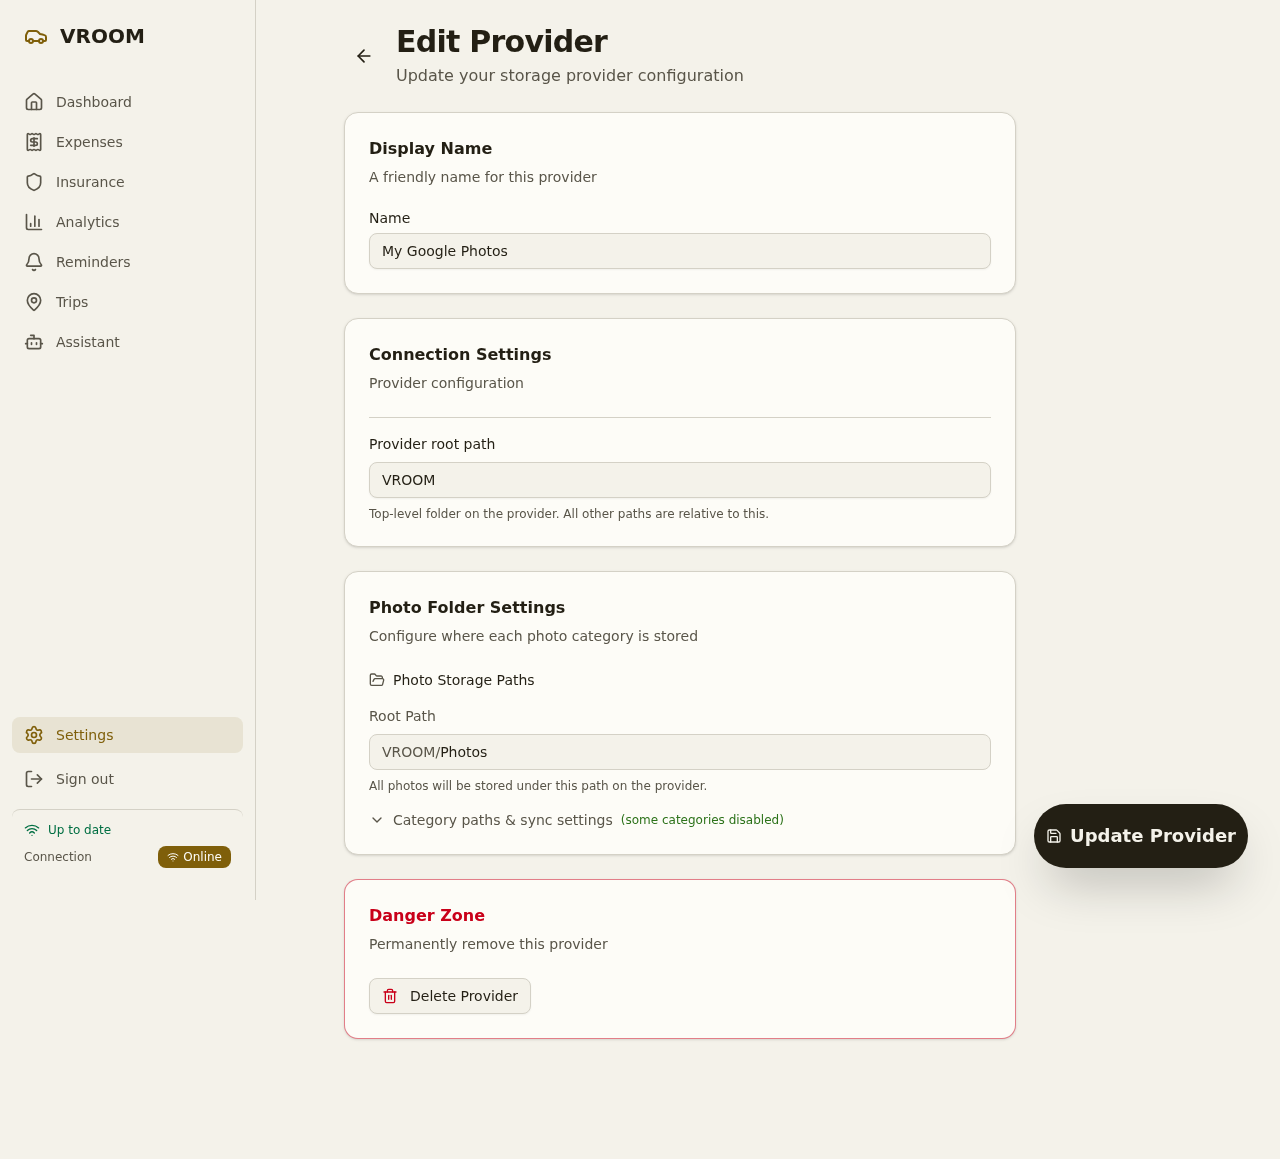 VROOM
Dashboard
Expenses
Insurance
Analytics
Reminders
Trips
Assistant
Settings
Sign out
Up to date
Connection
Online
Edit Provider
Update your storage provider configuration
Display Name
A friendly name for this provider
Name
My Google Photos
Connection Settings
Provider configuration
Provider root path
VROOM
Top-level folder on the provider. All other paths are relative to this.
Photo Folder Settings
Configure where each photo category is stored
Photo Storage Paths
Root Path
VROOM/Photos
All photos will be stored under this path on the provider.
Category paths & sync settings (some categories disabled)
Update Provider
Danger Zone
Permanently remove this provider
Delete Provider